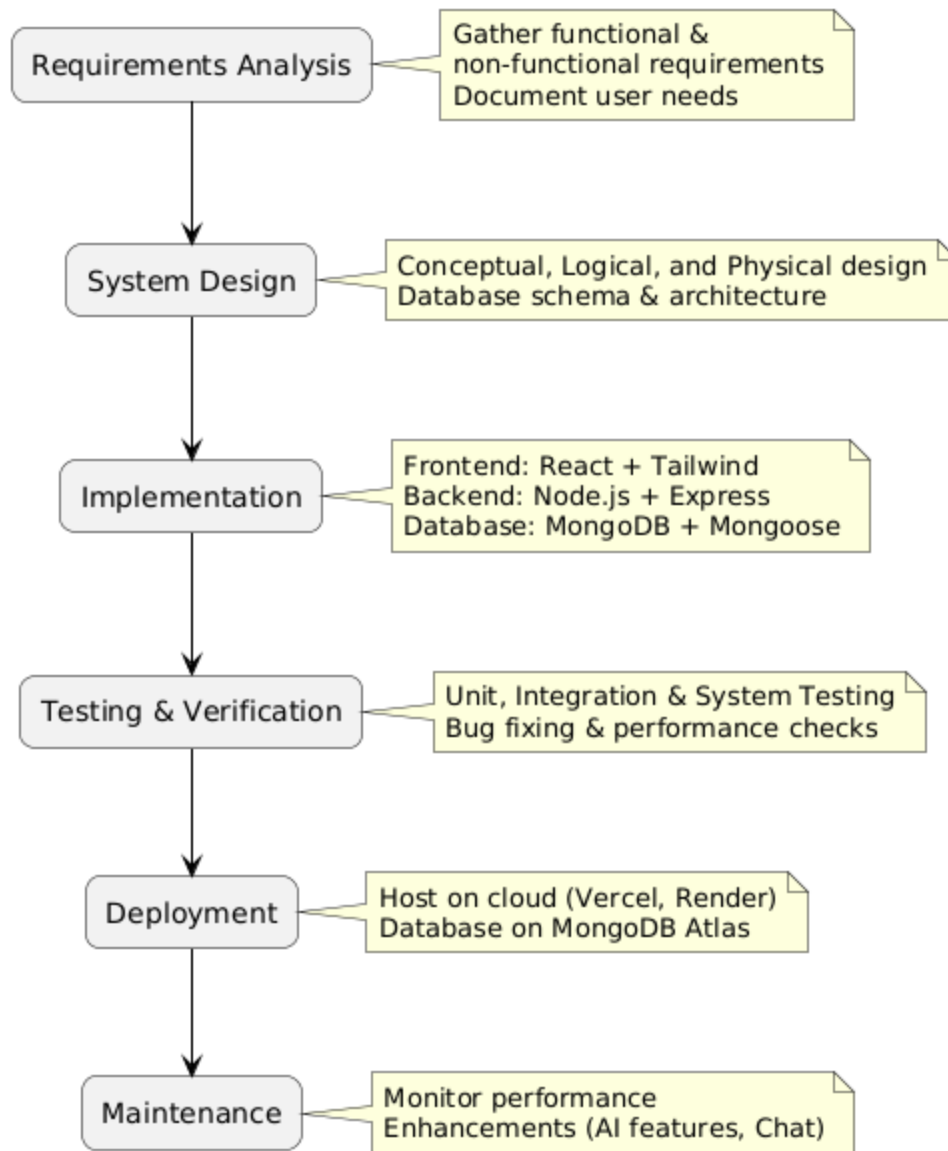 Requirements Analysis
Gather functional &
non-functional requirements
Document user needs
System Design
Conceptual, Logical, and Physical design
Database schema & architecture
Implementation
Frontend: React + Tailwind
Backend: Node.js + Express
Database: MongoDB + Mongoose
Testing & Verification
Unit, Integration & System Testing
Bug fixing & performance checks
Deployment
Host on cloud (Vercel, Render)
Database on MongoDB Atlas
Maintenance
Monitor performance
Enhancements (AI features, Chat)